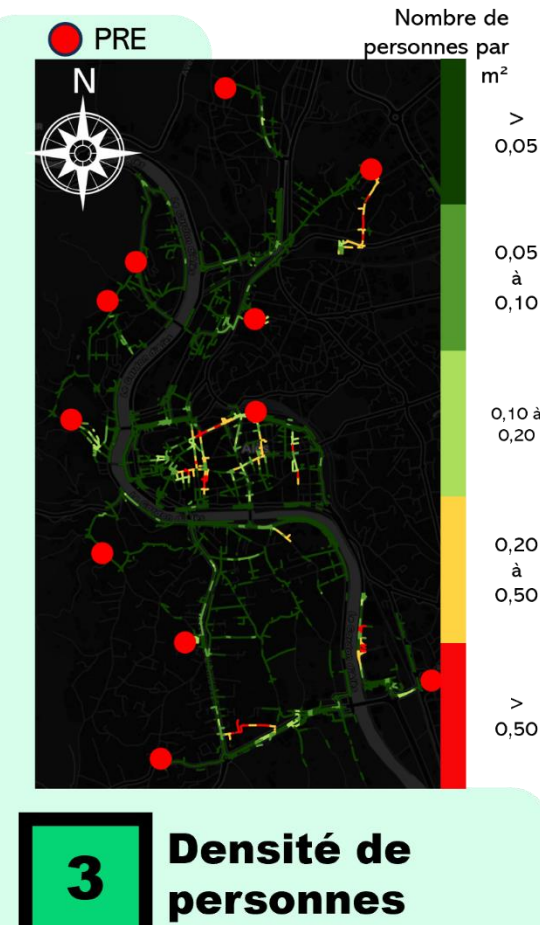 PRE
Nombre de
personnes par
m²
N
>
0,05
0,05
à
0,10
0,10 à
0,20
0,20
à
0,50
>
0,50
3
Densité de
personnes